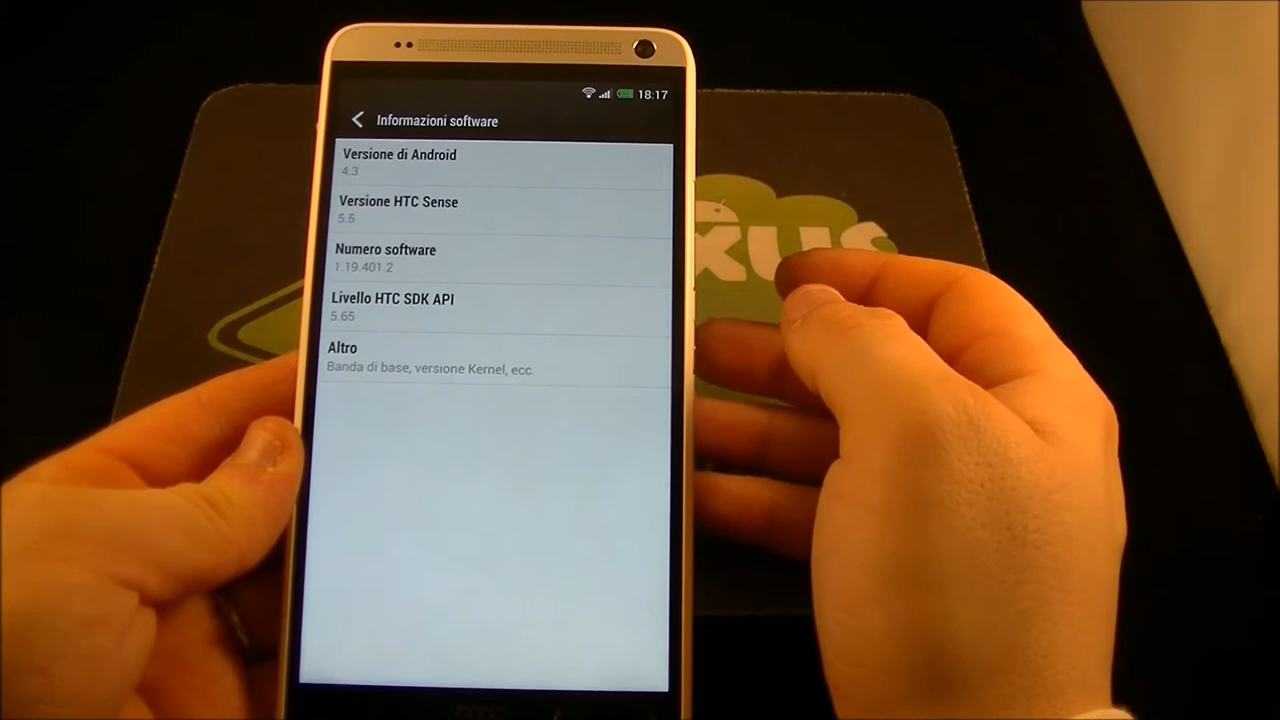 18:17
Informazioni software
Versione di Android
4.3
Versione HTC Sense
5.5
Numero software
1.19.401.2
Livello HTC SDK API
5.65
Altro
Banda di base, versione Kernel, ecc.
XUS